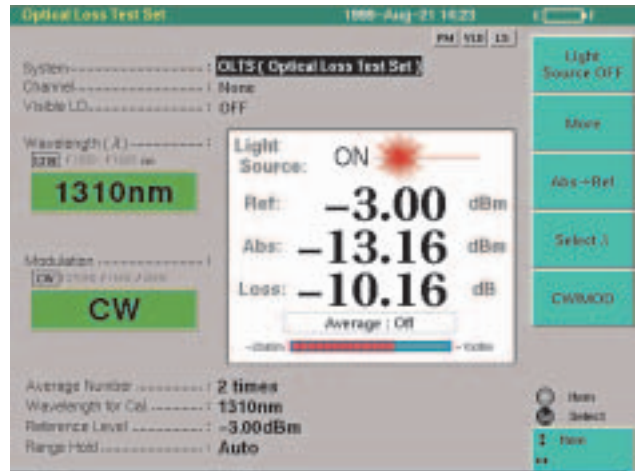 Optical Loss Test Set 1999-Aug-21 14:23
PM VLD LS
System : OLTS ( Optical Loss Test Set )
Channel : None
Visible LD : OFF
Wavelength ( λ ) :
1310nm
Modulation :
CW
Light Source: ON
Ref: -3.00 dBm
Abs: -13.16 dBm
Loss: -10.16 dB
Average : Off
Average Number : 2 times
Wavelength for Cal. : 1310nm
Reference Level : -3.00dBm
Range Hold : Auto
Light
Source OFF
More
Abs→Ref
Select λ
CW/MOD
Item
Select